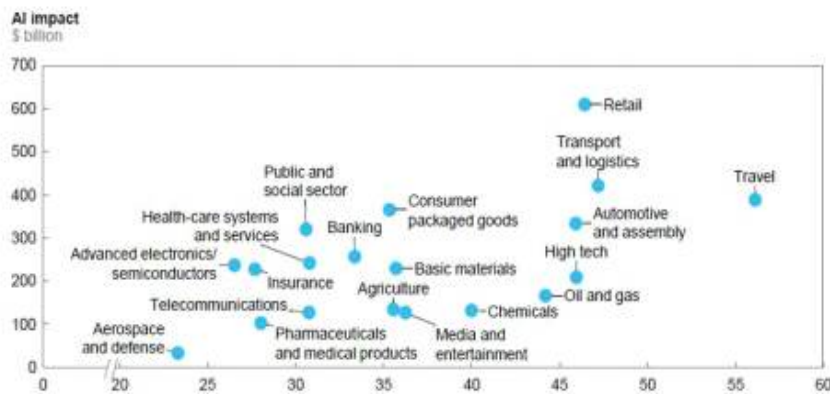 AI impact
$ billion
700
600
500
400
300
200
100
0
Retail
Transport
and logistics
Travel
Public and
social sector
Consumer
packaged goods
Automotive
and assembly
Health-care systems
and services
Banking
High tech
Advanced electronics/
semiconductors
Insurance
Basic materials
Agriculture
Oil and gas
Telecommunications
Chemicals
Aerospace
and defense
Pharmaceuticals
and medical products
Media and
entertainment
0 20 25 30 35 40 45 50 55 60